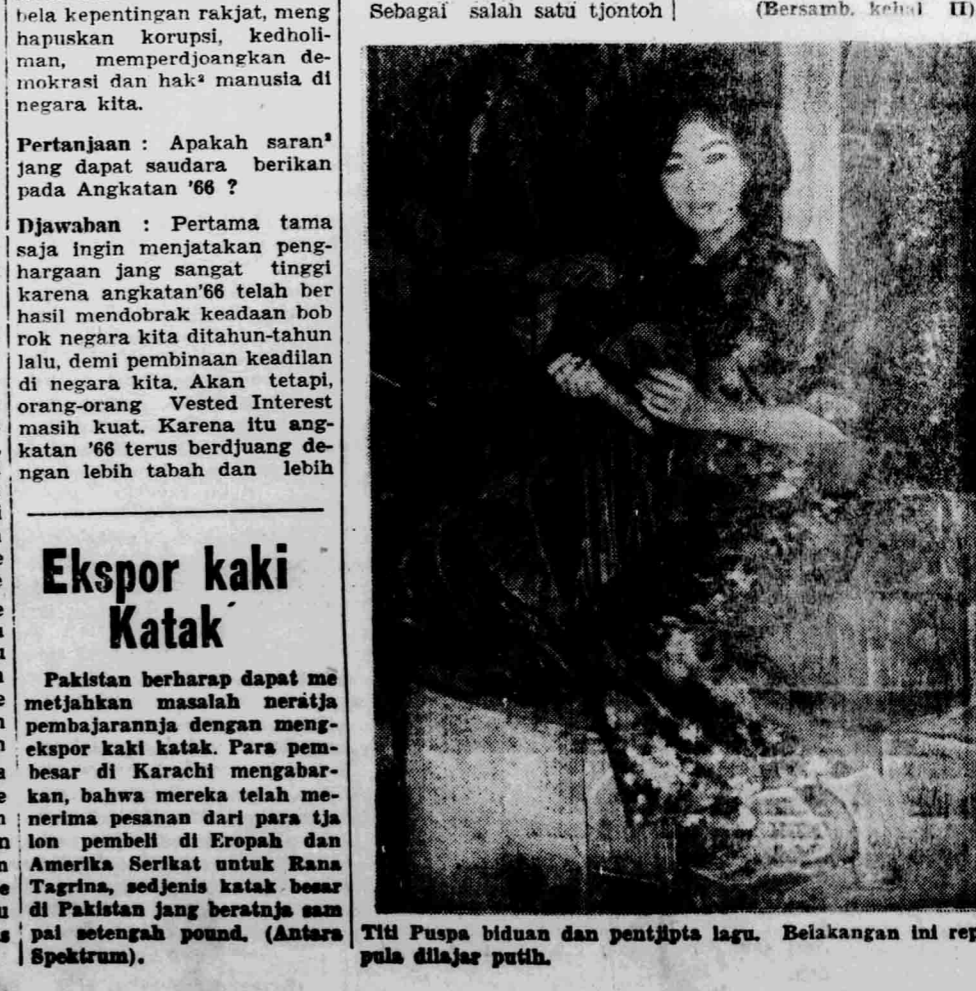 bela kepentingan rakjat, meng
hapuskan korupsi, kedholi-
man, memperdjoangkan de-
mokrasi dan hak² manusia di
negara kita.
Pertanjaan : Apakah saran²
jang dapat saudara berikan
pada Angkatan '66 ?
Djawaban : Pertama tama
saja ingin menjatakan peng-
hargaan jang sangat tinggi
karena angkatan'66 telah ber
hasil mendobrak keadaan bob
rok negara kita ditahun-tahun
lalu, demi pembinaan keadilan
di negara kita. Akan tetapi,
orang-orang Vested Interest
masih kuat. Karena itu ang-
katan '66 terus berdjuang de-
ngan lebih tabah dan lebih
Ekspor kaki
Katak
Pakistan berharap dapat me
metjahkan masalah neratja
pembajarannja dengan meng-
ekspor kaki katak. Para pem-
besar di Karachi mengabar-
kan, bahwa mereka telah me-
nerima pesanan dari para tja
lon pembeli di Eropah dan
Amerika Serikat untuk Rana
Tagrina, sedjenis katak besar
di Pakistan jang beratnja sam
pai setengah pound. (Antara
Spektrum).
Sebagai salah satu tjontoh
(Bersamb. kehal II)
Titi Puspa biduan dan pentjipta lagu. Belakangan ini rep
pula dilajar putih.